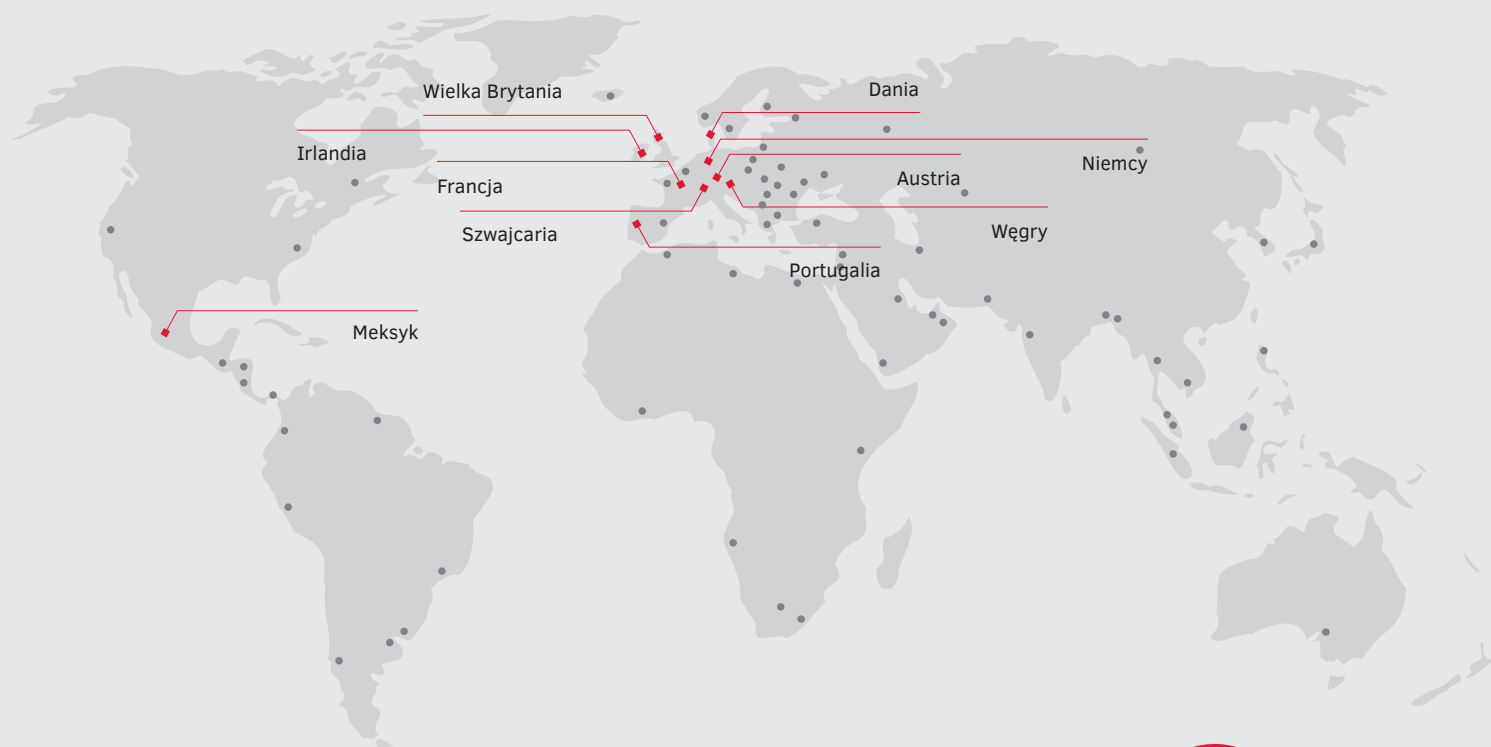 Wielka Brytania
Dania
Irlandia
Niemcy
Francja
Austria
Szwajcaria
Węgry
Portugalia
Meksyk